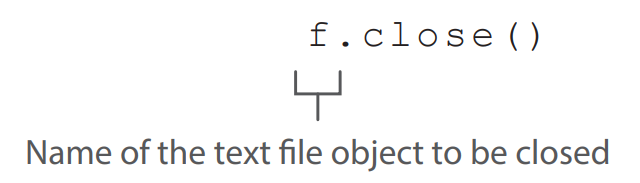 f.close()
Name of the text file object to be closed